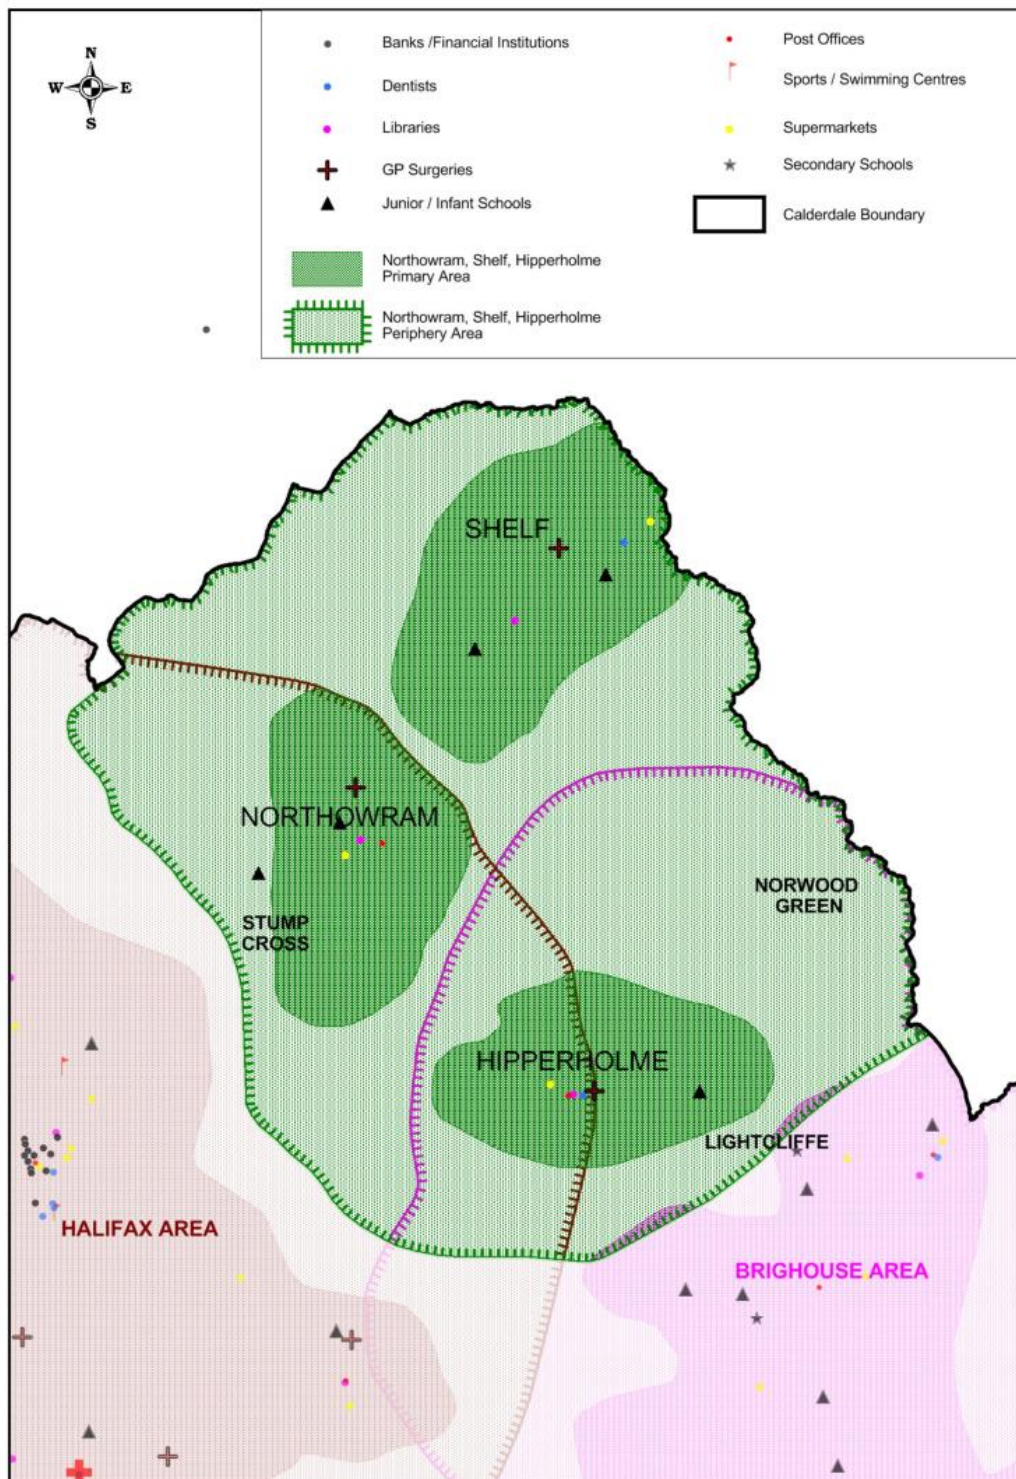 N
W E
S
Banks /Financial Institutions
Dentists
Libraries
GP Surgeries
Junior / Infant Schools
Northowram, Shelf, Hipperholme
Primary Area
Northowram, Shelf, Hipperholme
Periphery Area
Post Offices
Sports / Swimming Centres
Supermarkets
Secondary Schools
Calderdale Boundary
SHELF
NORTHOWRAM
NORWOOD
GREEN
STUMP
CROSS
HIPPERHOLME
LIGHTCLIFFE
HALIFAX AREA
BRIGHOUSE AREA